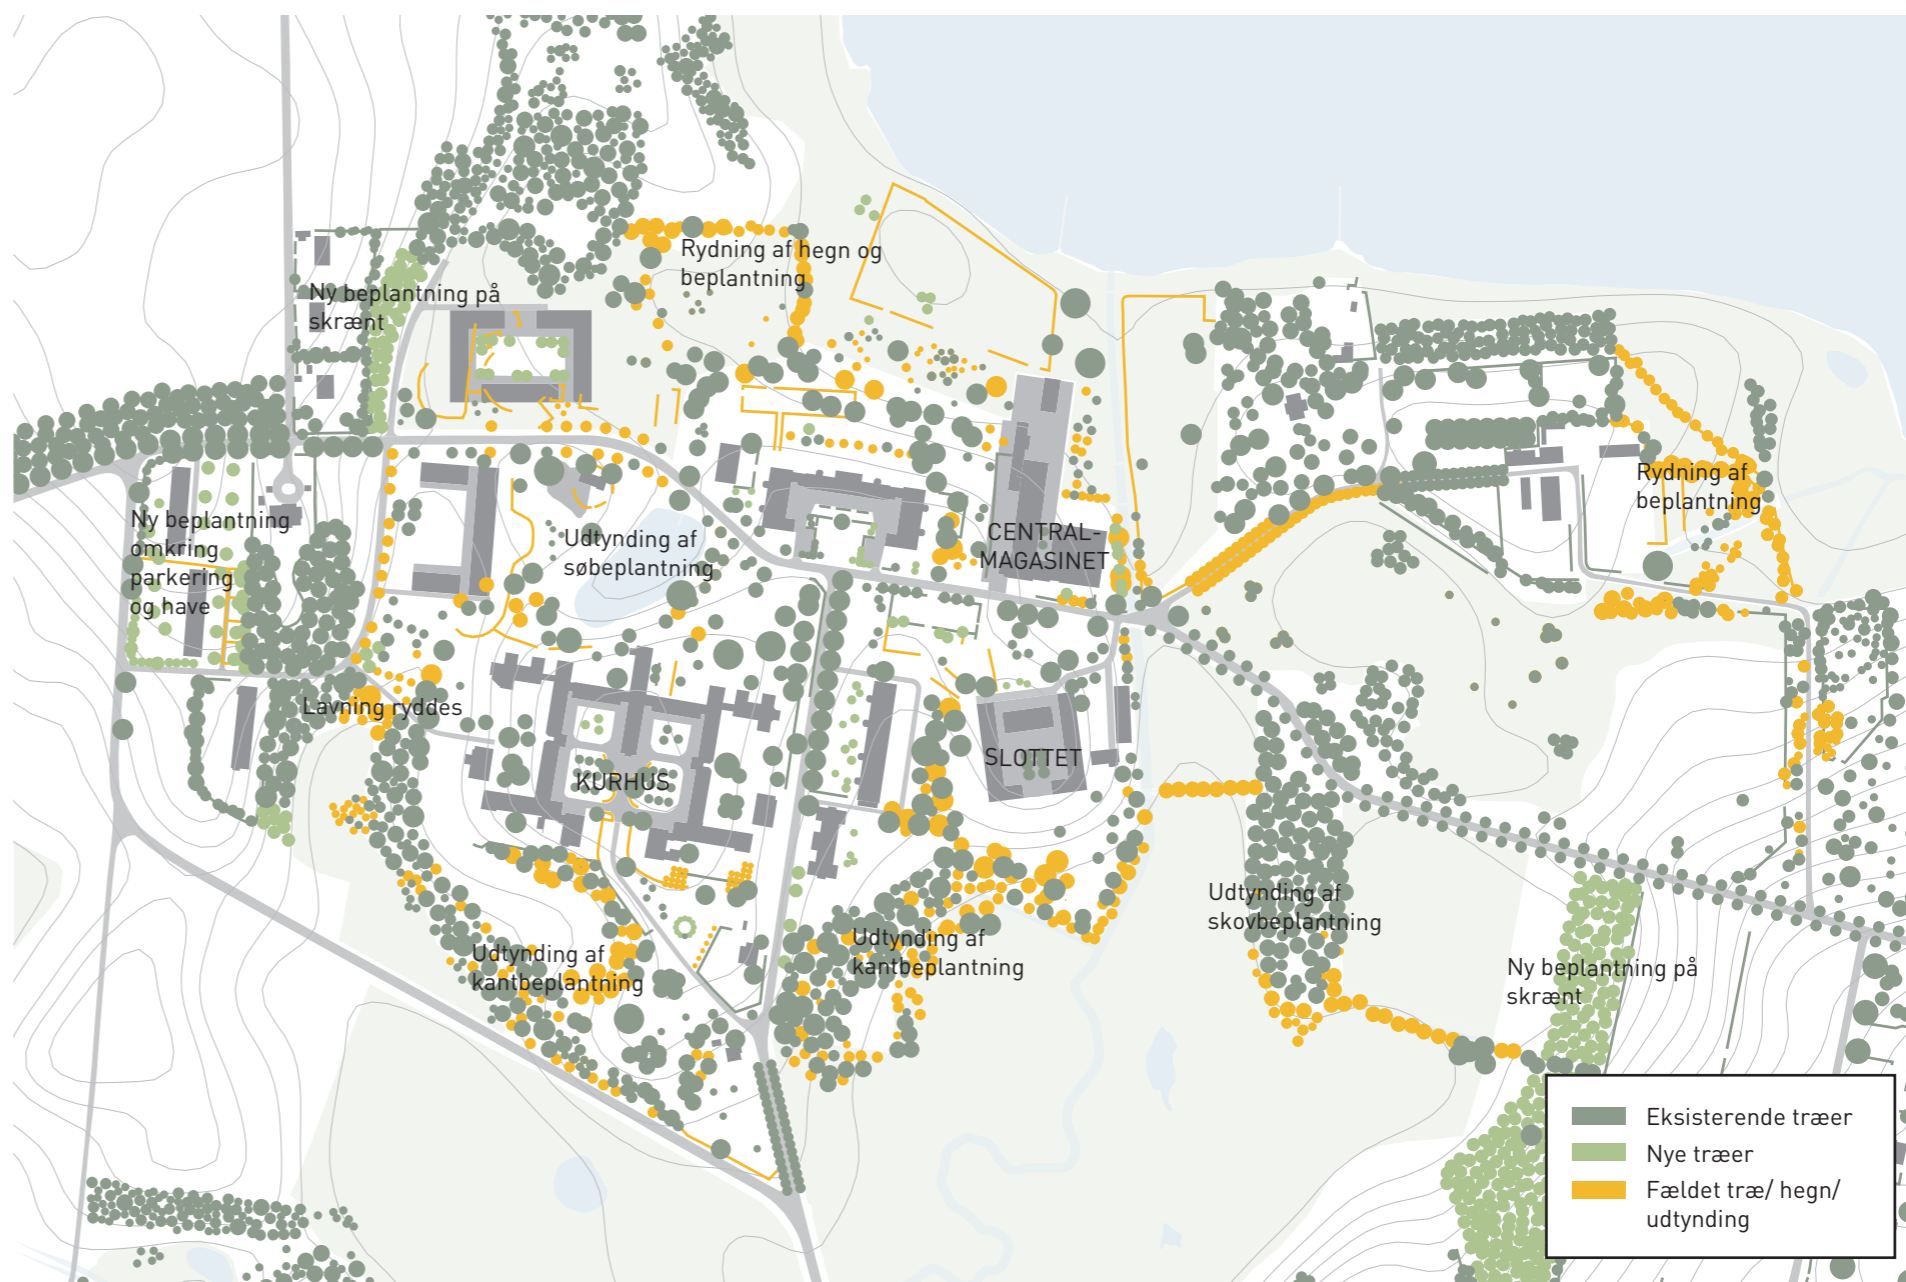 Rydning af hegn og
beplantning
Ny beplantning på
skrænt
Rydning af
beplantning
Ny beplantning
omkring
parkering
og have
Udtynding af
søbeplantning
CENTRAL-
MAGASINET
Lavning ryddes
KURHUS
SLOTTET
Udtynding af
skovbeplantning
Udtynding af
kantbeplantning
Udtynding af
kantbeplantning
Ny beplantning på
skrænt
Eksisterende træer
Nye træer
Fældet træ/ hegn/
udtynding